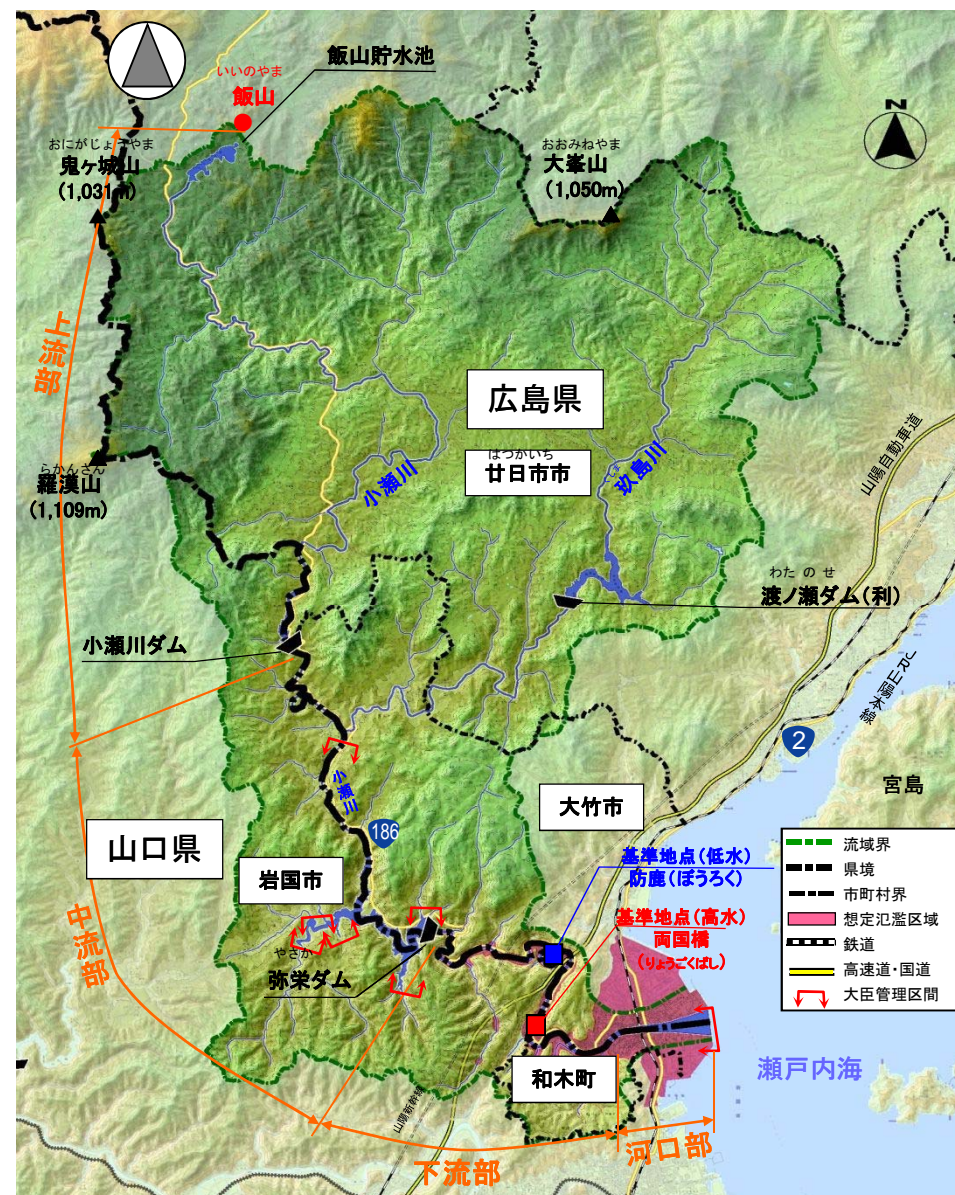 飯山貯水池
いいのやま
飯山
N
おにがじょうやま
鬼ヶ城山
(1,031m)
おおみねやま
大峯山
(1,050m)
上流部
広島県
はつかいち
廿日市市
小瀬川
玖島川
山陽自動車道
らかんざん
羅漢山
(1,109m)
わたのせ
渡ノ瀬ダム(利)
小瀬川ダム
JR山陽本線
2
宮島
小瀬川
186
大竹市
山口県
岩国市
基準地点(低水)
防鹿(ぼうろく)
基準地点(高水)
両国橋
(りょうごくばし)
流域界
県境
市町村界
想定氾濫区域
鉄道
高速道・国道
大臣管理区間
中流部
やさか
弥栄ダム
和木町
瀬戸内海
山陽新幹線
下流部
河口部